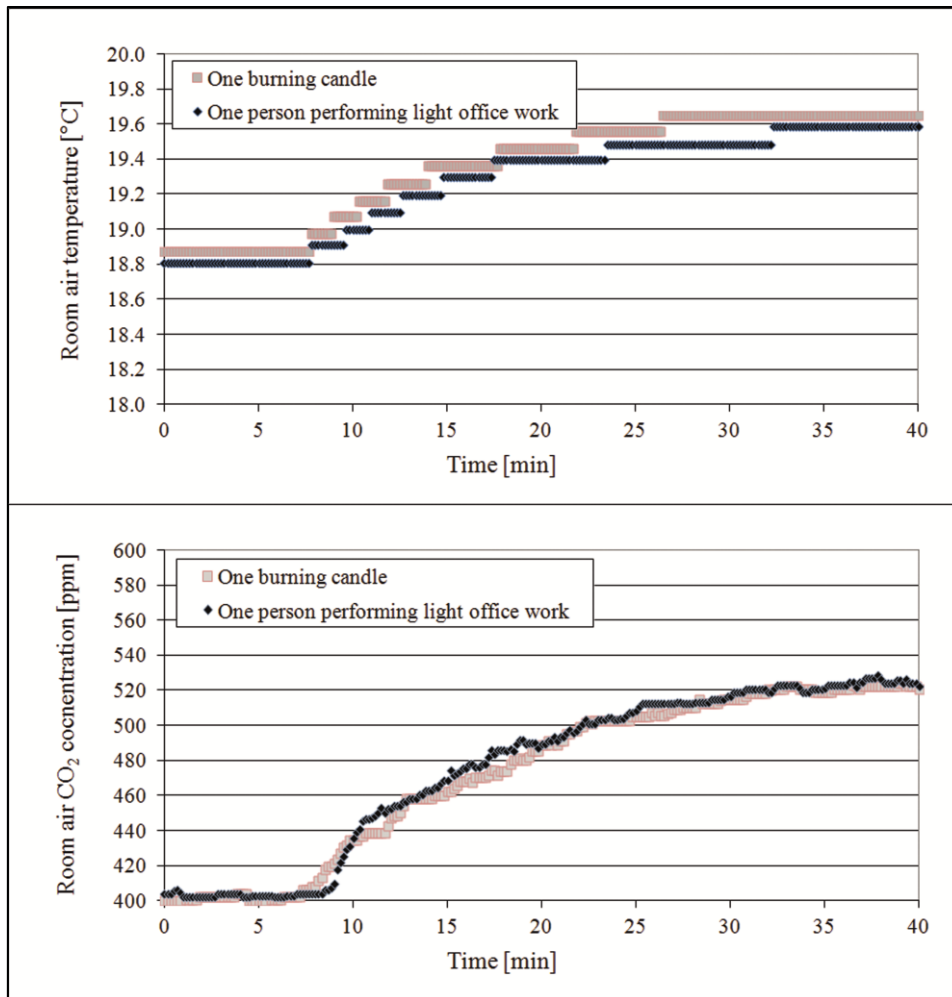 20.0
19.8
19.6
19.4
19.2
19.0
18.8
18.6
18.4
18.2
18.0
Room air temperature [°C]
One burning candle
One person performing light office work
0 5 10 15 20 25 30 35 40
Time [min]
600
580
560
540
520
500
480
460
440
420
400
Room air CO₂ cocentration [ppm]
One burning candle
One person performing light office work
0 5 10 15 20 25 30 35 40
Time [min]